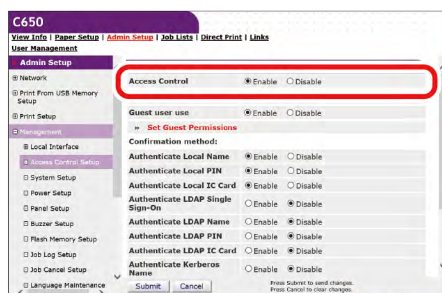 C650
View Info | Paper Setup | Admin Setup | Job Lists | Direct Print | Links
User Management
Admin Setup
Network
Print From USB Memory
Setup
Print Setup
Management
Local Interface
Access Control Setup
System Setup
Power Setup
Panel Setup
Buzzer Setup
Flash Memory Setup
Job Log Setup
Job Cancel Setup
Language Maintenance
Access Control Enable Disable
Guest user use Enable Disable
Set Guest Permissions
Confirmation method:
Authenticate Local Name Enable Disable
Authenticate Local PIN Enable Disable
Authenticate Local IC Card Enable Disable
Authenticate LDAP Single
Sign-On Enable Disable
Authenticate LDAP Name Enable Disable
Authenticate LDAP PIN Enable Disable
Authenticate LDAP IC Card Enable Disable
Authenticate Kerberos
Name Enable Disable
Submit Cancel
Press Submit to send changes.
Press Cancel to clear changes.